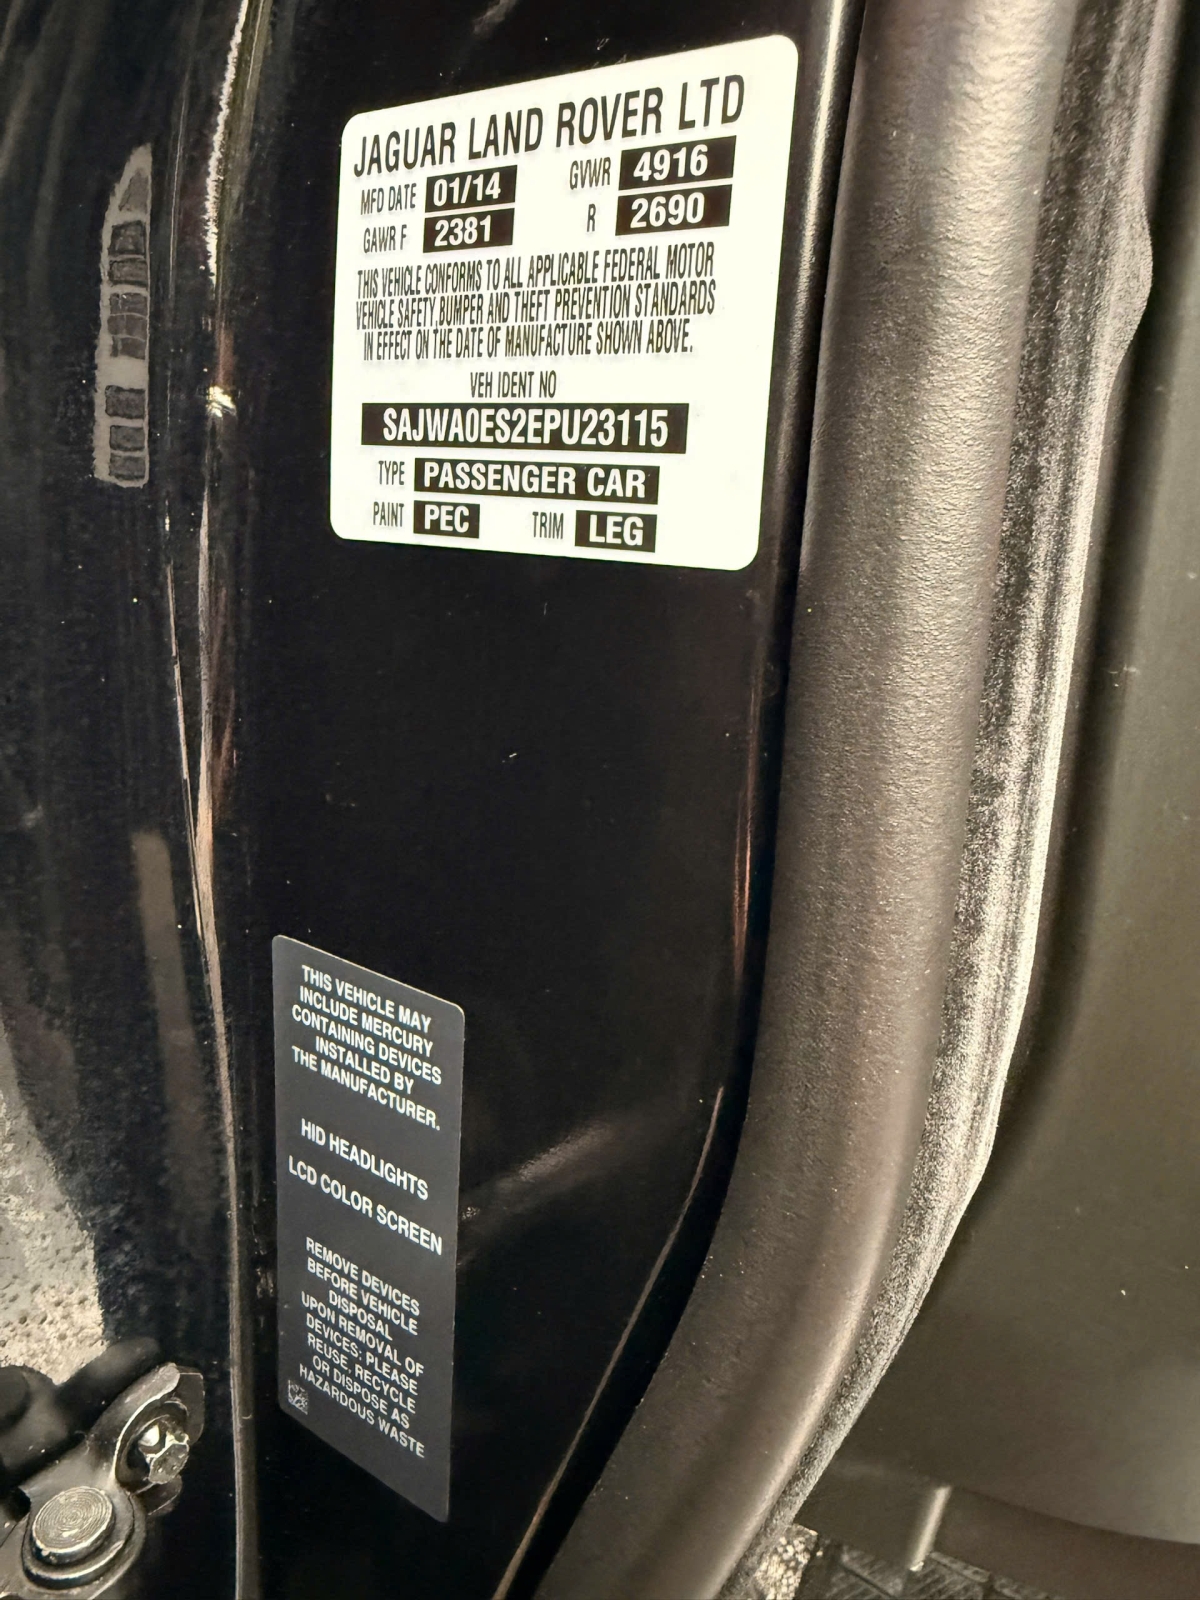 JAGUAR LAND ROVER LTD
MFD DATE 01/14 GVWR 4916
GAWR F 2381 R 2690
THIS VEHICLE CONFORMS TO ALL APPLICABLE FEDERAL MOTOR
VEHICLE SAFETY,BUMPER AND THEFT PREVENTION STANDARDS
IN EFFECT ON THE DATE OF MANUFACTURE SHOWN ABOVE.
VEH IDENT NO
SAJWA0ES2EPU23115
TYPE PASSENGER CAR
PAINT PEC TRIM LEG
THIS VEHICLE MAY
INCLUDE MERCURY
CONTAINING DEVICES
INSTALLED BY
THE MANUFACTURER.
HID HEADLIGHTS
LCD COLOR SCREEN
REMOVE DEVICES
BEFORE VEHICLE
DISPOSAL
UPON REMOVAL OF
DEVICES: PLEASE
REUSE, RECYCLE
OR DISPOSE AS
HAZARDOUS WASTE